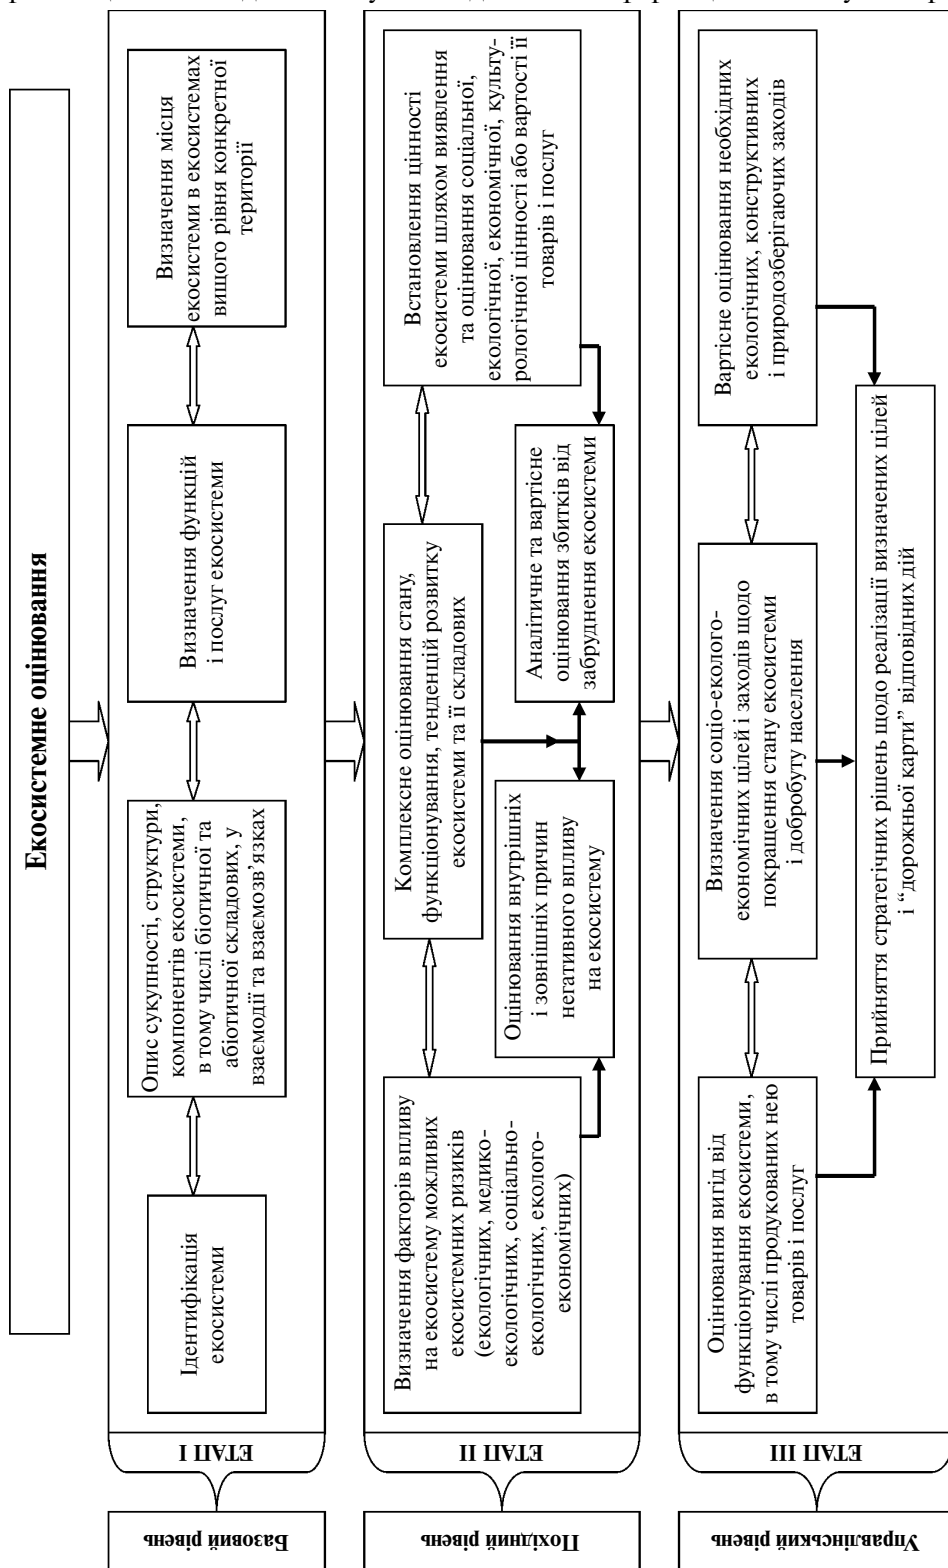 Екосистемне оцінювання
Базовий рівень
ЕТАП І
Ідентифікація
екосистеми
Опис сукупності, структури,
компонентів екосистеми,
в тому числі біотичної та
абіотичної складових, у
взаємодії та взаємозв’язках
Визначення функцій
і послуг екосистеми
Визначення місця
екосистеми в екосистемах
вищого рівня конкретної
території
Похідний рівень
ЕТАП ІІ
Визначення факторів впливу
на екосистему можливих
екосистемних ризиків
(екологічних, медико-
екологічних, соціально-
екологічних, еколого-
економічних)
Комплексне оцінювання стану,
функціонування, тенденцій розвитку
екосистеми та її складових
Встановлення цінності
екосистеми шляхом виявлення
та оцінювання соціальної,
екологічної, економічної, культу-
рологічної цінності або вартості її
товарів і послуг
Оцінювання внутрішніх
і зовнішніх причин
негативного впливу
на екосистему
Аналітичне та вартісне
оцінювання збитків від
забруднення екосистеми
Управлінський рівень
ЕТАП ІІІ
Оцінювання вигід від
функціонування екосистеми,
в тому числі продукованих нею
товарів і послуг
Визначення соціо-еколого-
економічних цілей і заходів щодо
покращення стану екосистеми
і добробуту населення
Вартісне оцінювання необхідних
екологічних, конструктивних
і природозберігаючих заходів
Прийняття стратегічних рішень щодо реалізації визначених цілей
і “дорожньої карти” відповідних дій